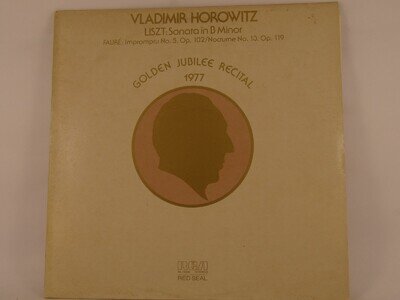 VLADIMIR HOROWITZ
LISZT: Sonata in B Minor
FAURÉ: Impromptu No. 5, Op. 102/Nocturne No. 13, Op. 119
GOLDEN JUBILEE RECITAL
1977
RCA
RED SEAL